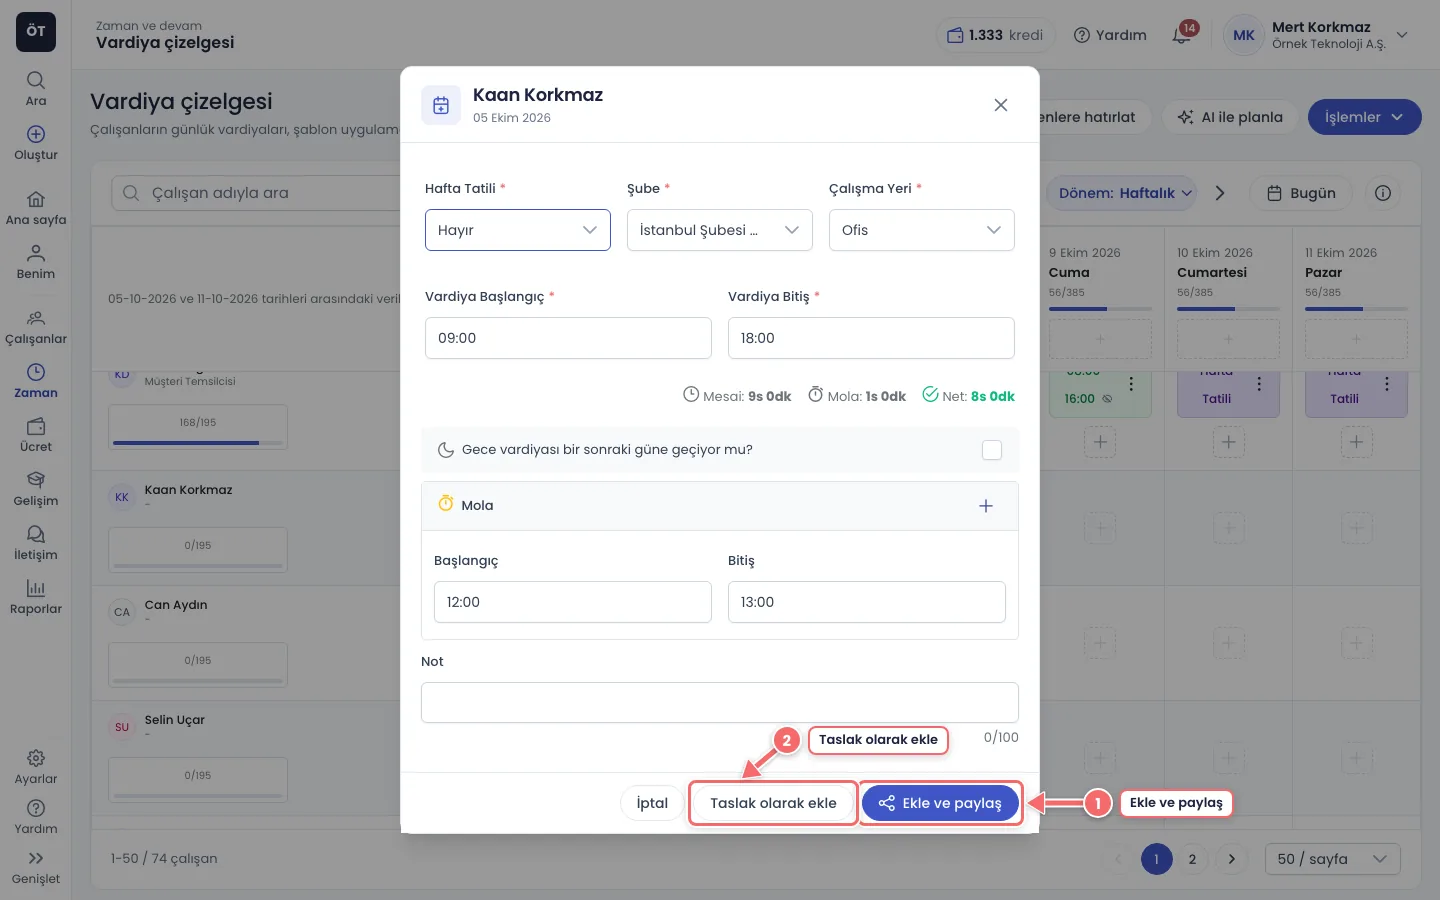 ÖT
Zaman ve devam
Vardiya çizelgesi
1.333 kredi
Yardım
14
MK
Mert Korkmaz
Örnek Teknoloji A.Ş.
Ara
Oluştur
Ana sayfa
Benim
Çalışanlar
Zaman
Ücret
Gelişim
İletişim
Raporlar
Ayarlar
Yardım
Genişlet
Vardiya çizelgesi
Çalışanların günlük vardiyaları, şablon uygulam
enlere hatırlat
AI ile planla
İşlemler
Çalışan adıyla ara
Dönem: Haftalık
Bugün
05-10-2026 ve 11-10-2026 tarihleri arasındaki veril
9 Ekim 2026
Cuma
56/385
10 Ekim 2026
Cumartesi
56/385
11 Ekim 2026
Pazar
56/385
KD
Müşteri Temsilcisi
168/195
16:00
Hafta
Tatili
Hafta
Tatili
KK
Kaan Korkmaz
-
0/195
CA
Can Aydın
-
0/195
SU
Selin Uçar
-
0/195
1-50 / 74 çalışan
1
2
50 / sayfa
Kaan Korkmaz
05 Ekim 2026
Hafta Tatili *
Şube *
Çalışma Yeri *
Hayır
İstanbul Şubesi ...
Ofis
Vardiya Başlangıç *
Vardiya Bitiş *
09:00
18:00
Mesai: 9s 0dk
Mola: 1s 0dk
Net: 8s 0dk
Gece vardiyası bir sonraki güne geçiyor mu?
Mola
Başlangıç
Bitiş
12:00
13:00
Not
0/100
2
Taslak olarak ekle
İptal
Taslak olarak ekle
Ekle ve paylaş
1
Ekle ve paylaş